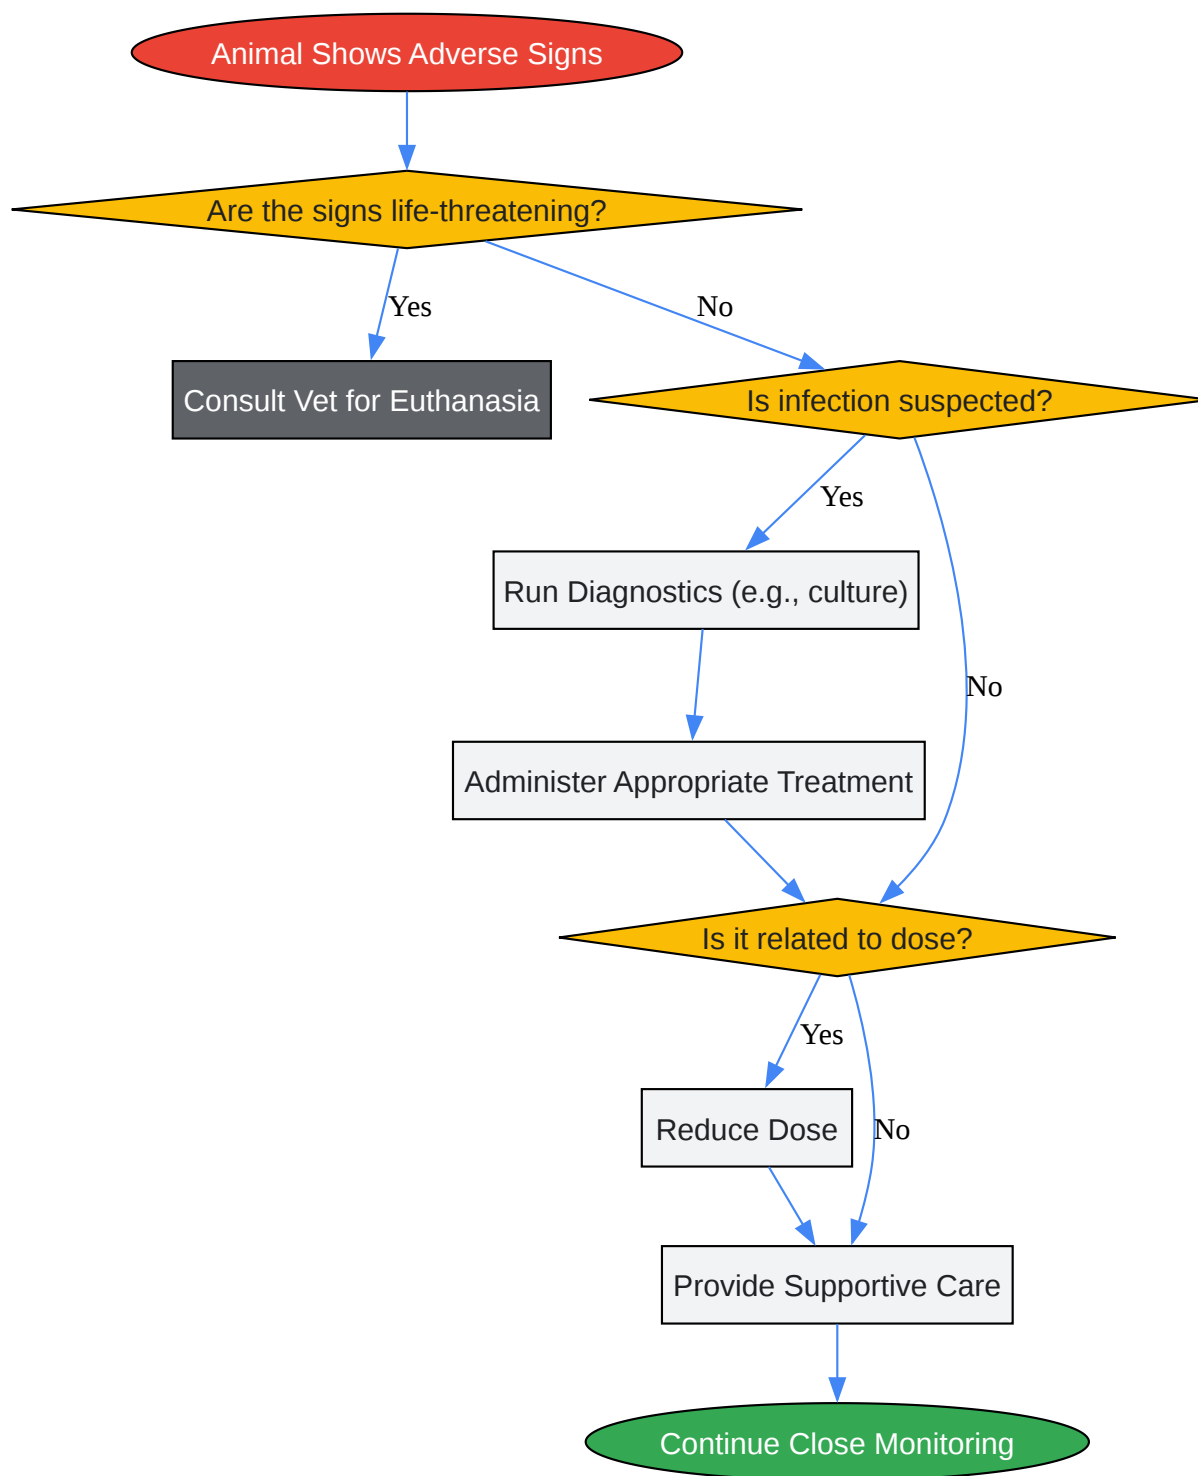 Animal Shows Adverse Signs
Are the signs life-threatening?
Yes
No
Consult Vet for Euthanasia
Is infection suspected?
Yes
Run Diagnostics (e.g., culture)
No
Administer Appropriate Treatment
Is it related to dose?
Yes
Reduce Dose
No
Provide Supportive Care
Continue Close Monitoring